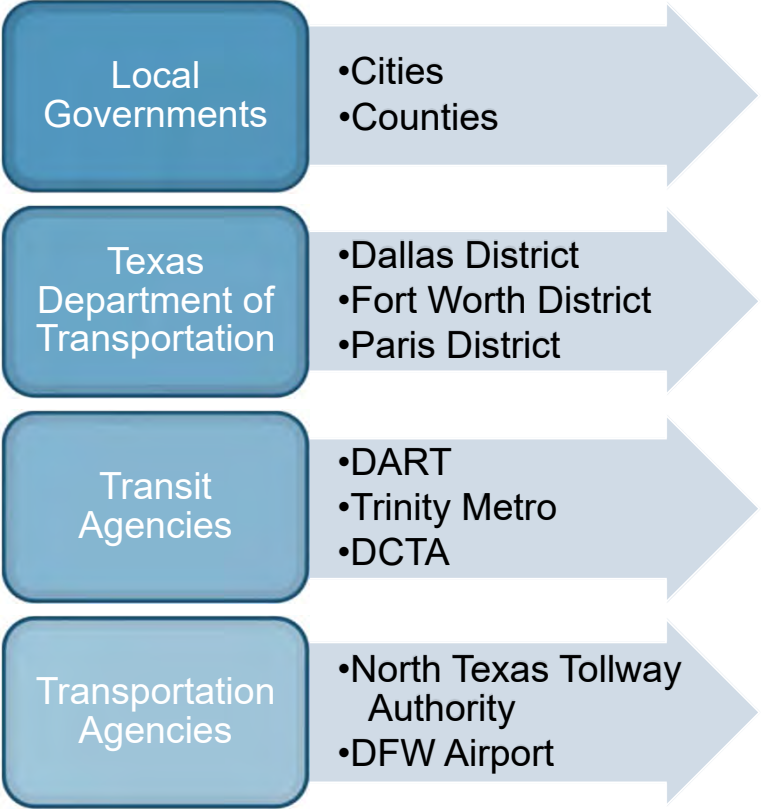 Local
Governments
•Cities
•Counties
Texas
Department of
Transportation
•Dallas District
•Fort Worth District
•Paris District
Transit
Agencies
•DART
•Trinity Metro
•DCTA
Transportation
Agencies
•North Texas Tollway
Authority
•DFW Airport